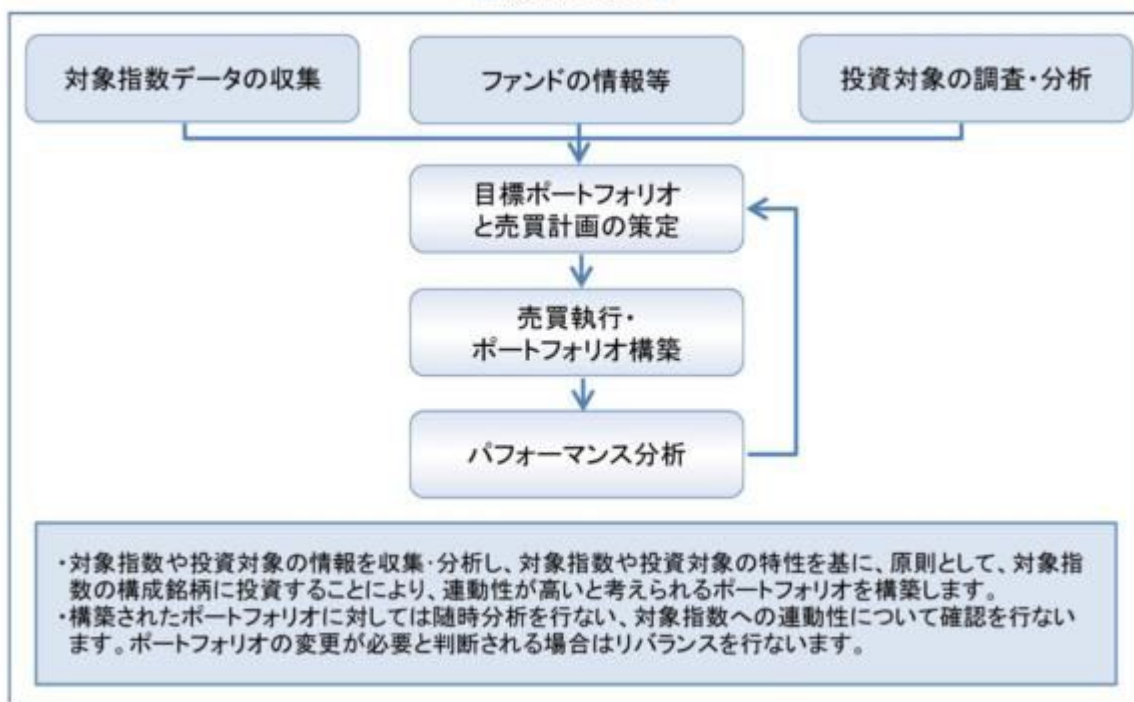 対象指数データの収集
ファンドの情報等
投資対象の調査・分析
目標ポートフォリオ
と売買計画の策定
売買執行・
ポートフォリオ構築
パフォーマンス分析
・対象指数や投資対象の情報を収集・分析し、対象指数や投資対象の特性を基に、原則として、対象指
数の構成銘柄に投資することにより、連動性が高いと考えられるポートフォリオを構築します。
・構築されたポートフォリオに対しては随時分析を行ない、対象指数への連動性について確認を行ない
ます。ポートフォリオの変更が必要と判断される場合はリバランスを行ないます。